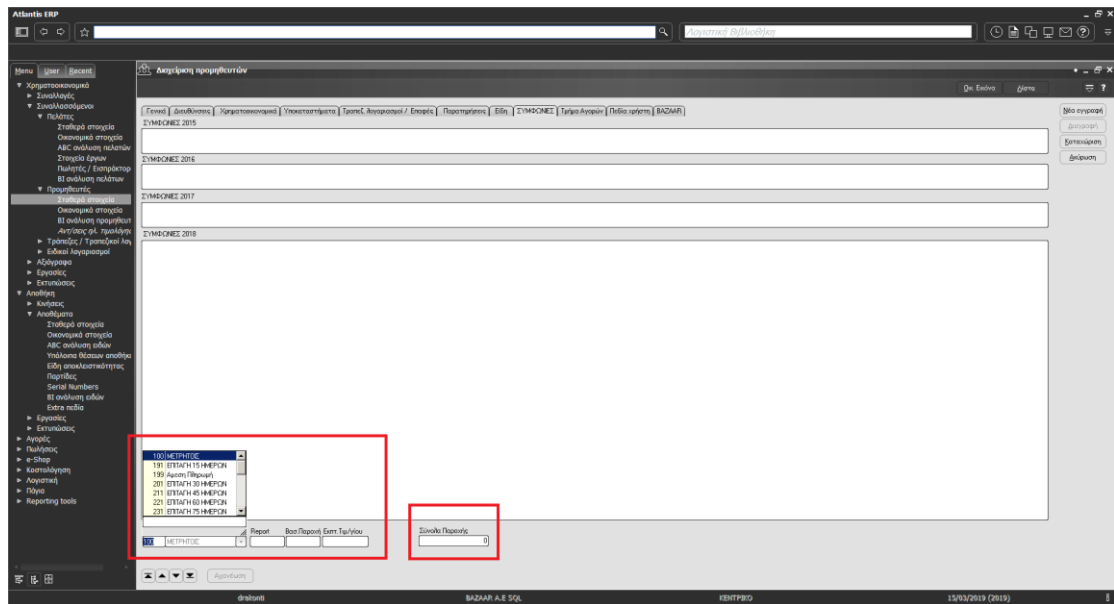 Atlantis ERP
Λογιστική Βιβλιοθήκη
Menu User Recent
Διαχείριση προμηθευτών
Οικ. Εικόνα Λίστα
Χρηματοοικονομικά
Συναλλαγές
Συναλλασσόμενοι
Πελάτες
Σταθερά στοιχεία
Οικονομικά στοιχεία
ABC ανάλυση πελατών
Στοιχεία έργων
Πωλητές / Εισπράκτορ
BI ανάλυση πελάτων
Προμηθευτές
Σταθερά στοιχεία
Οικονομικά στοιχεία
BI ανάλυση προμηθευτ
Αντ/σεις ηλ. τιμολόγησ
Τράπεζες / Τραπεζικοί λογ
Ειδικοί λογαριασμοί
Αξιόγραφα
Εργασίες
Εκτυπώσεις
Αποθήκη
Κινήσεις
Αποθέματα
Σταθερά στοιχεία
Οικονομικά στοιχεία
ABC ανάλυση ειδών
Υπόλοιπα θέσεων αποθήκ
Είδη αποκλειστικότητας
Παρτίδες
Serial Numbers
BI ανάλυση ειδών
Extra πεδία
Εργασίες
Εκτυπώσεις
Αγορές
Πωλήσεις
e-Shop
Κοστολόγηση
Λογιστική
Πάγια
Reporting tools
Γενικά Διευθύνσεις Χρηματοοικονομικά Υποκαταστήματα Τραπεζ. λογαριασμοί / Επαφές Παρατηρήσεις Είδη ΣΥΜΦΩΝΙΕΣ Τμήμα Αγορών Πεδία χρήστη BAZAAR
ΣΥΜΦΩΝΙΕΣ 2015
ΣΥΜΦΩΝΙΕΣ 2016
ΣΥΜΦΩΝΙΕΣ 2017
ΣΥΜΦΩΝΙΕΣ 2018
Νέα εγγραφή
Διαγραφή
Καταχώριση
Ακύρωση
100 ΜΕΤΡΗΤΟΙΣ
191 ΕΠΙΤΑΓΗ 15 ΗΜΕΡΩΝ
199 Αμεση Πληρωμή
201 ΕΠΙΤΑΓΗ 30 ΗΜΕΡΩΝ
211 ΕΠΙΤΑΓΗ 45 ΗΜΕΡΩΝ
221 ΕΠΙΤΑΓΗ 60 ΗΜΕΡΩΝ
231 ΕΠΙΤΑΓΗ 75 ΗΜΕΡΩΝ
Report Βασ.Παροχή Εκπτ.Τιμ/γίου Σύνολο Παροχής
100 ΜΕΤΡΗΤΟΙΣ 0
Ανανέωση
drakonti BAZAAR A.E SQL ΚΕΝΤΡΙΚΟ 15/03/2019 (2019)